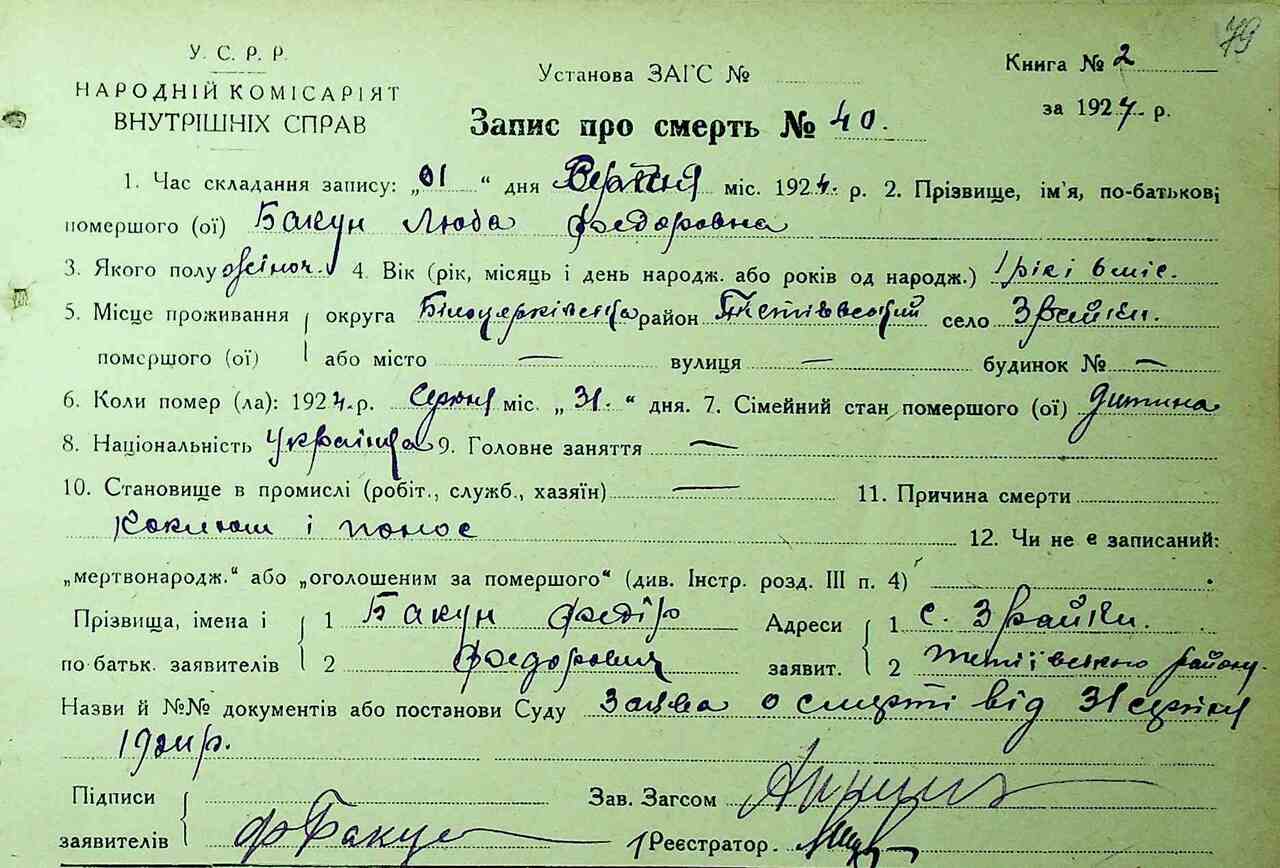 79
У. С. Р. Р.
НАРОДНІЙ КОМІСАРІЯТ
ВНУТРІШНІХ СПРАВ
Установа ЗАГС №
Книга № 2
за 1924 р.
Запис про смерть № 40.
1. Час складання запису: „01“ дня Вересня міс. 1924. р. 2. Прізвище, ім'я, по-батькові
помершого (ої) Бакун Люба Федоровна
3. Якого полу жіноч. 4. Вік (рік, місяць і день народж. або років од народж.) 1 рік і 6 міс.
5. Місце проживання округа Білоцерківська район Тетіївський село Зрайки.
помершого (ої) або місто — вулиця — будинок № —
6. Коли помер (ла): 1924. р. Серпня міс. „31.“ дня. 7. Сімейний стан помершого (ої) дитина
8. Національність Українка 9. Головне заняття —
10. Становище в промислі (робіт., служб., хазяїн) — 11. Причина смерти
Коклюш і понос
12. Чи не є записаний:
„мертвонародж.“ або „оголошеним за помершого“ (див. Інстр. розд. III п. 4)
Прізвища, імена і 1 Бакун Федір Адреси 1 с. Зрайки.
по батьк. заявителів 2 Федорович заявит. 2 Тетіївського району.
Назви й №№ документів або постанови Суду Заява о смерті від 31 серпня
1924 р.
Підписи
Зав. Загсом
заявителів Ф Бакун
Реєстратор.